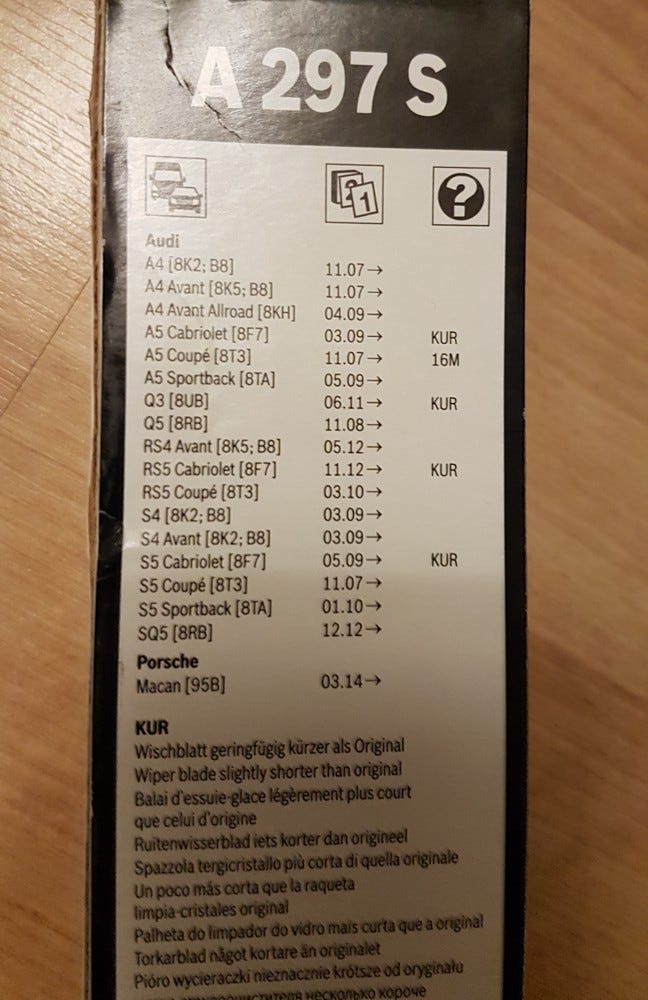 A 297 S
2 1 ?
Audi
A4 [8K2; B8] 11.07→
A4 Avant [8K5; B8] 11.07→
A4 Avant Allroad [8KH] 04.09→
A5 Cabriolet [8F7] 03.09→ KUR
A5 Coupé [8T3] 11.07→ 16M
A5 Sportback [8TA] 05.09→
Q3 [8UB] 06.11→ KUR
Q5 [8RB] 11.08→
RS4 Avant [8K5; B8] 05.12→
RS5 Cabriolet [8F7] 11.12→ KUR
RS5 Coupé [8T3] 03.10→
S4 [8K2; B8] 03.09→
S4 Avant [8K2; B8] 03.09→
S5 Cabriolet [8F7] 05.09→ KUR
S5 Coupé [8T3] 11.07→
S5 Sportback [8TA] 01.10→
SQ5 [8RB] 12.12→
Porsche
Macan [95B] 03.14→
KUR
Wischblatt geringfügig kürzer als Original
Wiper blade slightly shorter than original
Balai d'essuie-glace légèrement plus court
que celui d'origine
Ruitenwisserblad iets korter dan origineel
Spazzola tergicristallo più corta di quella originale
Un poco más corta que la raqueta
limpia-cristales original
Palheta do limpador do vidro mais curta que a original
Torkarblad något kortare än originalet
Pióro wycieraczki nieznacznie krótsze od oryginału
несколько короче